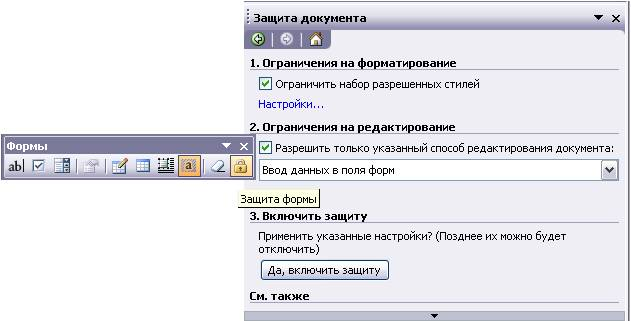 Защита документа
1. Ограничения на форматирование
Ограничить набор разрешенных стилей
Настройки...
2. Ограничения на редактирование
Разрешить только указанный способ редактирования документа:
Ввод данных в поля форм
Формы
ab
a
Защита формы
3. Включить защиту
Применить указанные настройки? (Позднее их можно будет
отключить)
Да, включить защиту
См. также